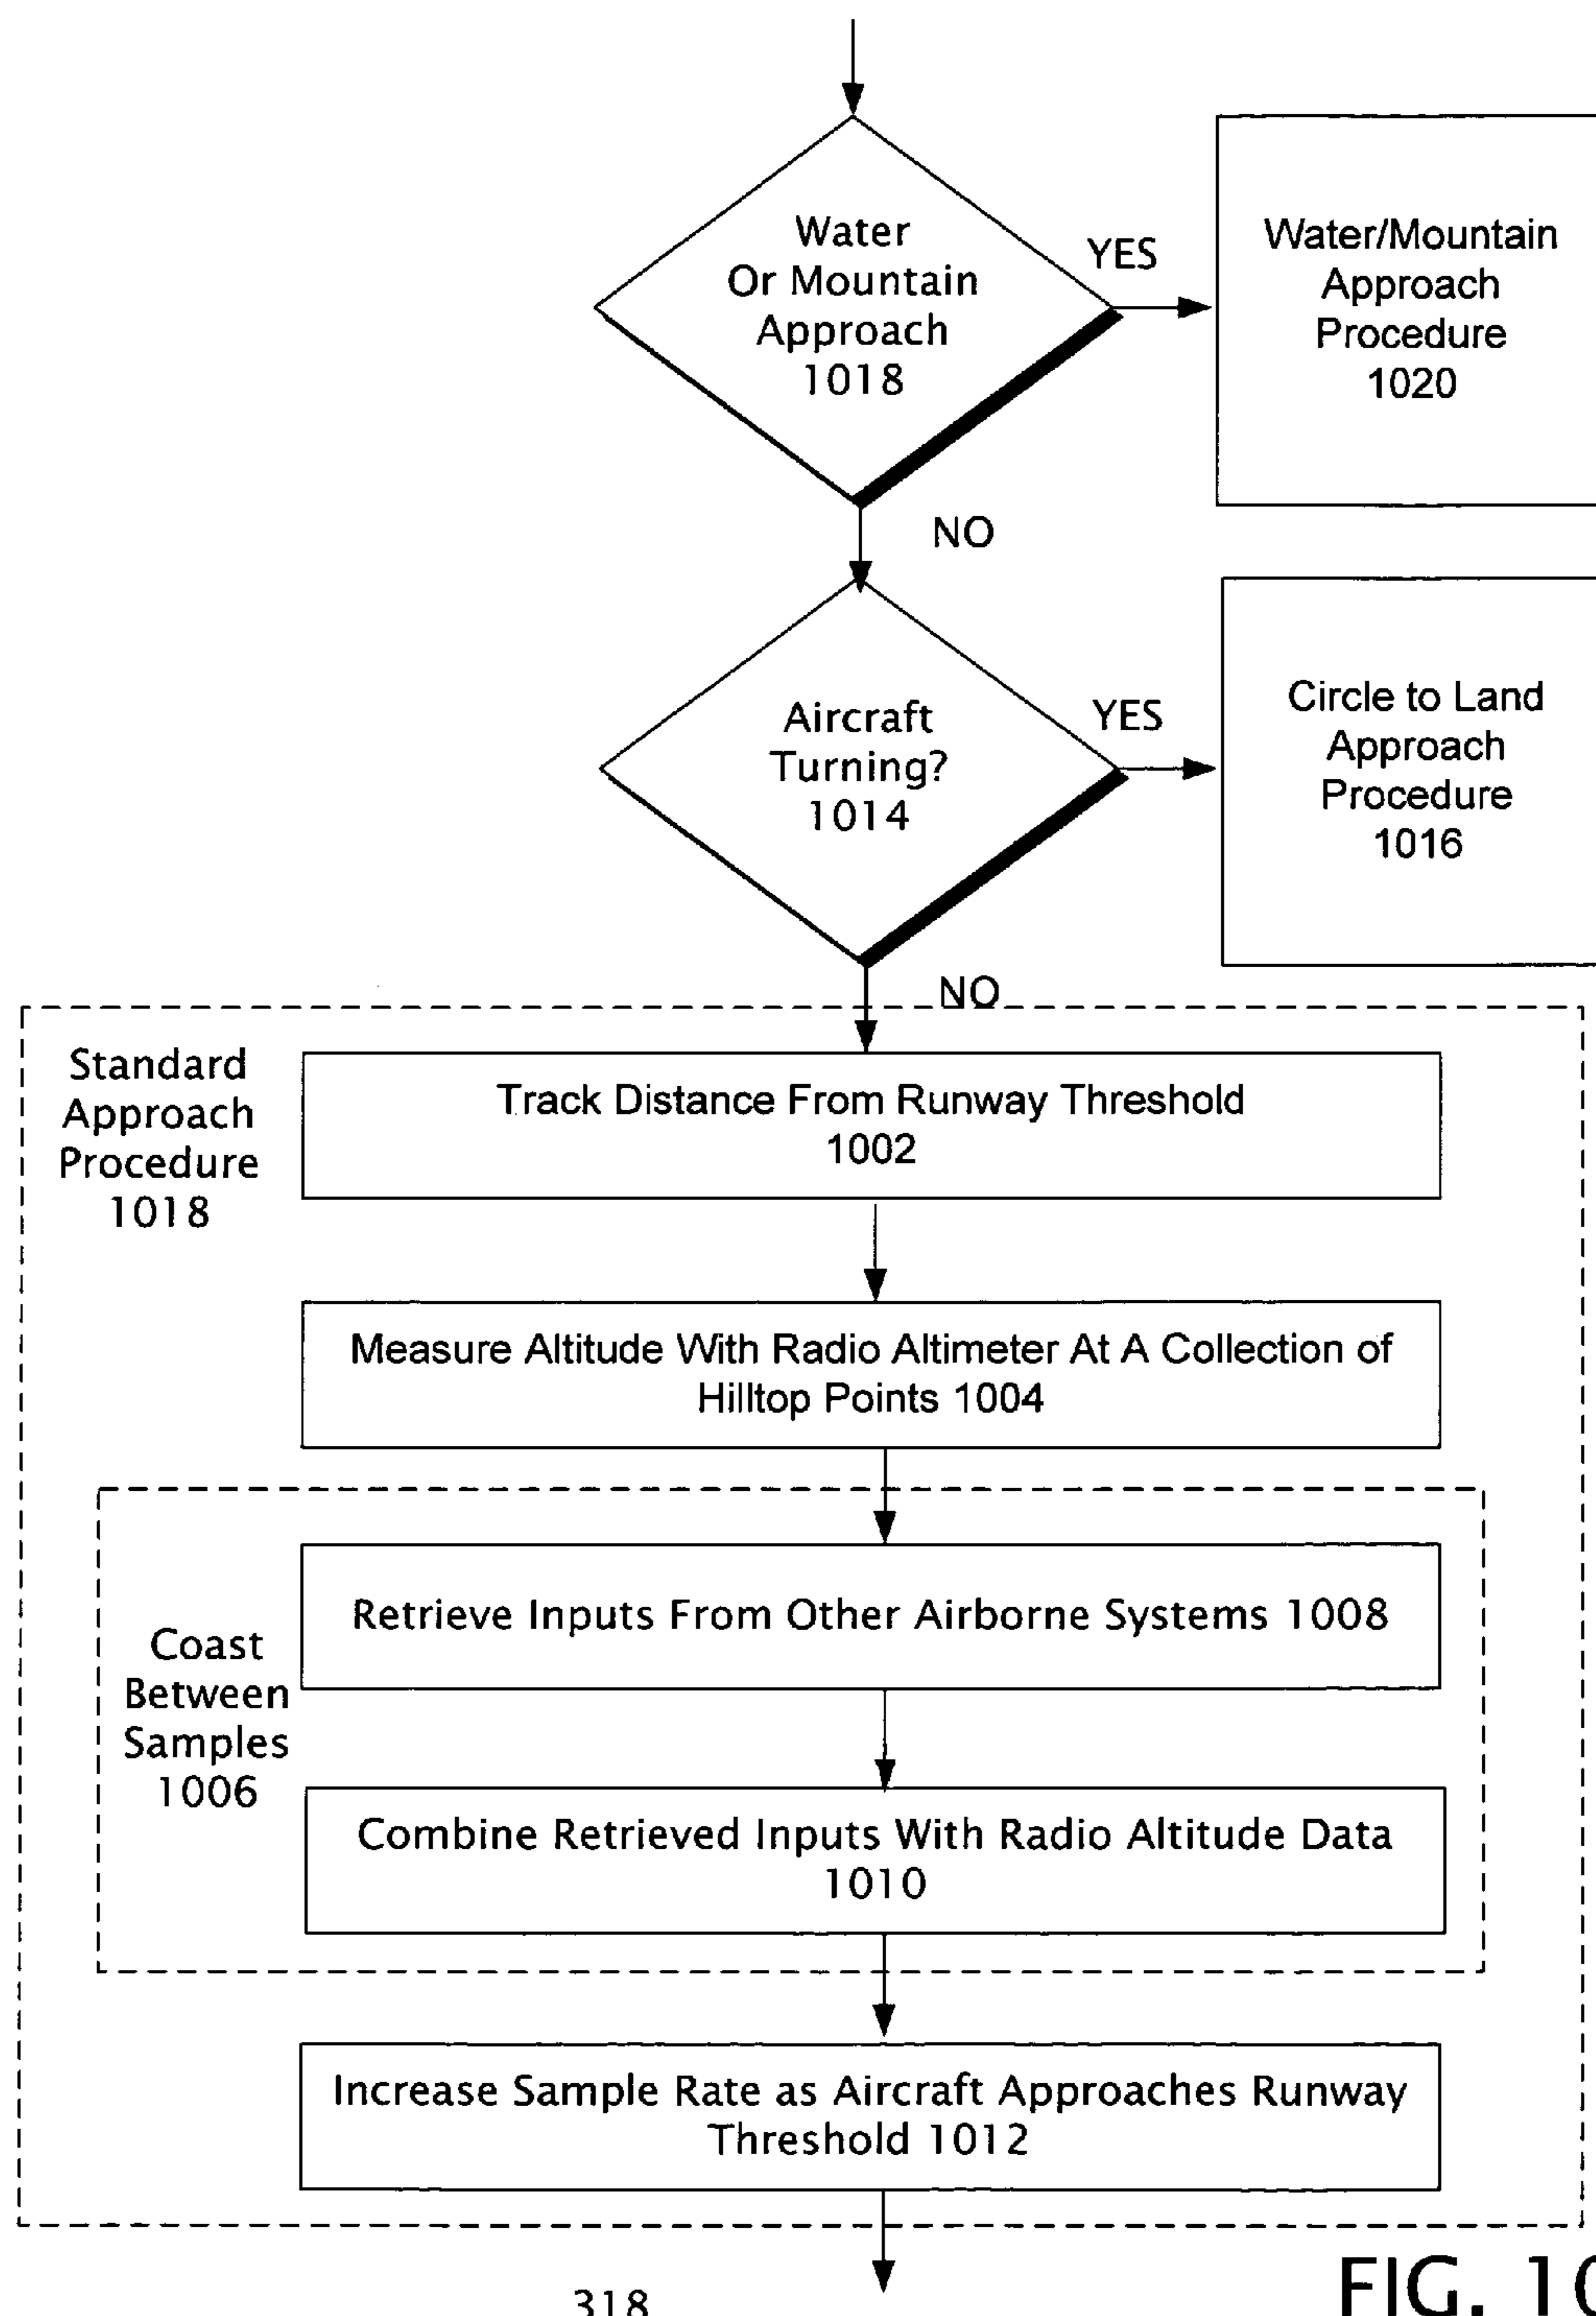 Water
Or Mountain
Approach
1018
YES
Water/Mountain
Approach
Procedure
1020
NO
Aircraft
Turning?
1014
YES
Circle to Land
Approach
Procedure
1016
NO
Standard
Approach
Procedure
1018
Track Distance From Runway Threshold
1002
Measure Altitude With Radio Altimeter At A Collection of
Hilltop Points 1004
Coast
Between
Samples
1006
Retrieve Inputs From Other Airborne Systems 1008
Combine Retrieved Inputs With Radio Altitude Data
1010
Increase Sample Rate as Aircraft Approaches Runway
Threshold 1012
318
FIG. 10